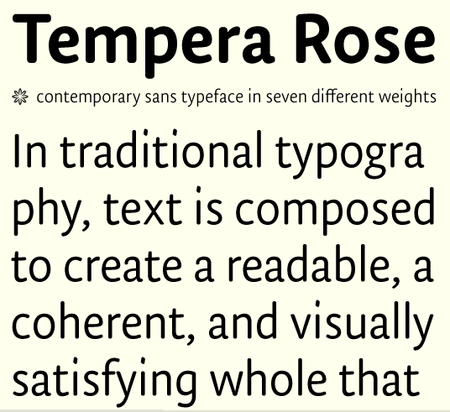 Tempera Rose
contemporary sans typeface in seven different weights
In traditional typogra
phy, text is composed
to create a readable, a
coherent, and visually
satisfying whole that